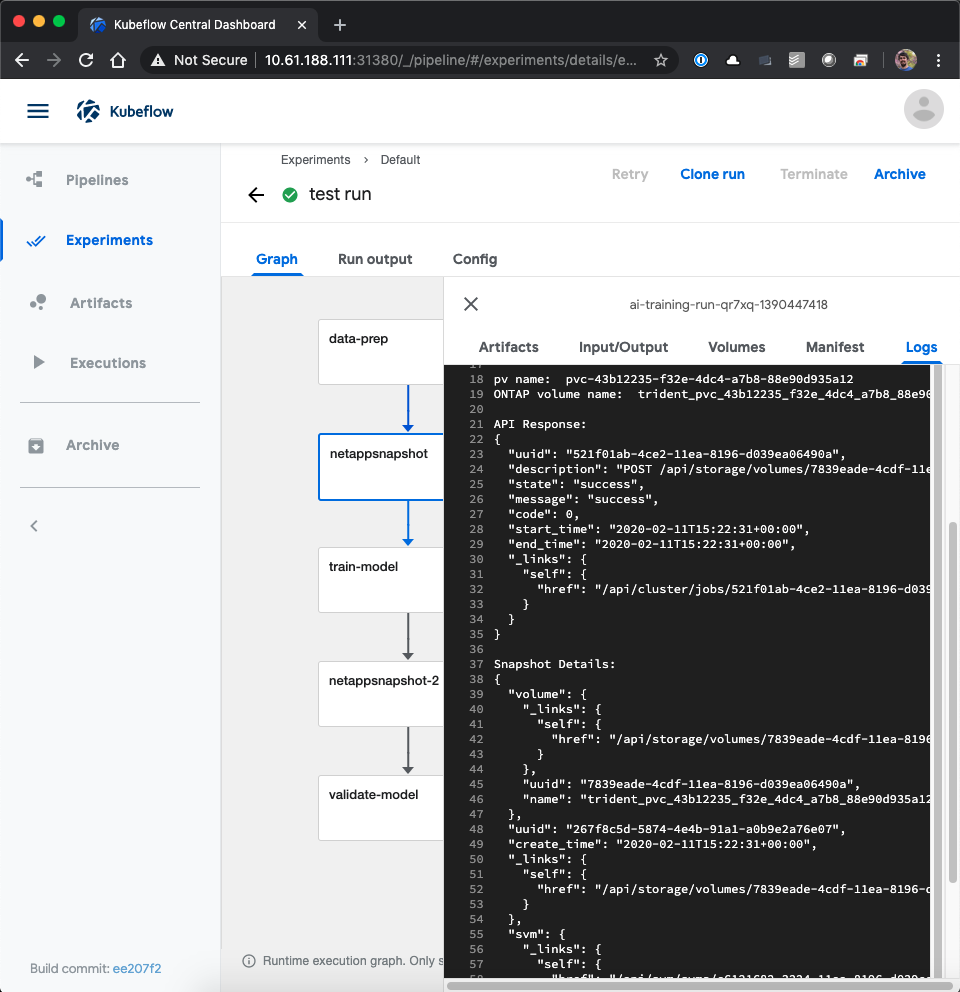 Kubeflow Central Dashboard
Not Secure
10.61.188.111:31380/_/pipeline/#/experiments/details/e...
Kubeflow
Pipelines
Experiments
Artifacts
Executions
Archive
Build commit: ee207f2
Experiments > Default
test run
Retry
Clone run
Terminate
Archive
Graph
Run output
Config
data-prep
netappsnapshot
train-model
netappsnapshot-2
validate-model
Runtime execution graph. Only s
ai-training-run-qr7xq-1390447418
Artifacts
Input/Output
Volumes
Manifest
Logs
18 pv name:  pvc-43b12235-f32e-4dc4-a7b8-88e90d935a12
19 ONTAP volume name:  trident_pvc_43b12235_f32e_4dc4_a7b8_88e90
20
21 API Response:
22 {
23   "uuid": "521f01ab-4ce2-11ea-8196-d039ea06490a",
24   "description": "POST /api/storage/volumes/7839eade-4cdf-11e
25   "state": "success",
26   "message": "success",
27   "code": 0,
28   "start_time": "2020-02-11T15:22:31+00:00",
29   "end_time": "2020-02-11T15:22:31+00:00",
30   "_links": {
31     "self": {
32       "href": "/api/cluster/jobs/521f01ab-4ce2-11ea-8196-d039
33     }
34   }
35 }
36
37 Snapshot Details:
38 {
39   "volume": {
40     "_links": {
41       "self": {
42         "href": "/api/storage/volumes/7839eade-4cdf-11ea-8196
43       }
44     },
45     "uuid": "7839eade-4cdf-11ea-8196-d039ea06490a",
46     "name": "trident_pvc_43b12235_f32e_4dc4_a7b8_88e90d935a12
47   },
48   "uuid": "267f8c5d-5874-4e4b-91a1-a0b9e2a76e07",
49   "create_time": "2020-02-11T15:22:31+00:00",
50   "_links": {
51     "self": {
52       "href": "/api/storage/volumes/7839eade-4cdf-11ea-8196-d
53     }
54   },
55   "svm": {
56     "_links": {
57       "self": {